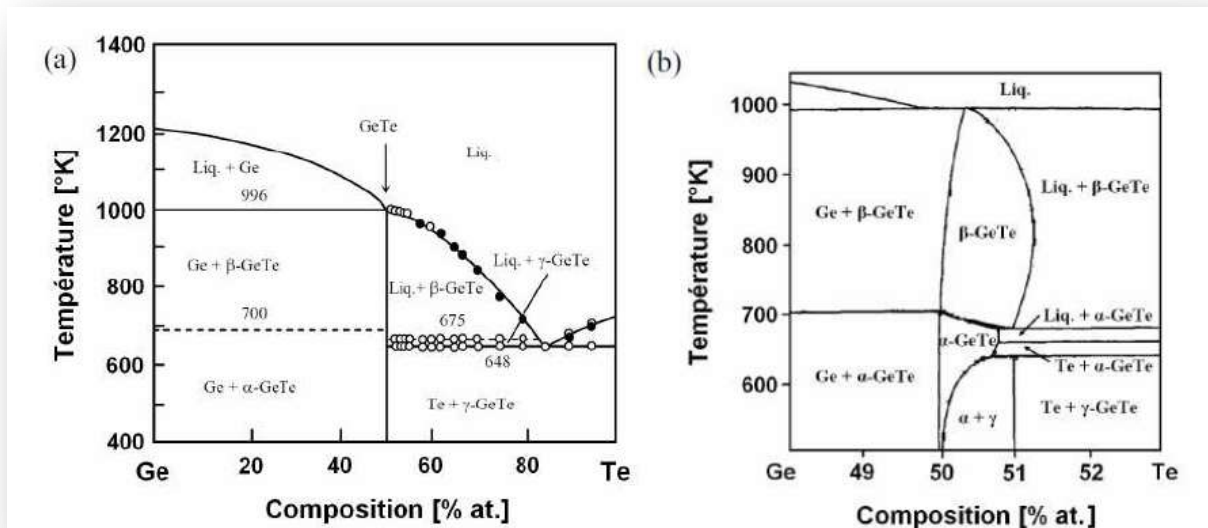 (a)
1400
1200
1000
800
600
400
Température [°K]
GeTe
Liq.
Liq. + Ge
996
Ge + β-GeTe
Liq. + γ-GeTe
Liq.+ β-GeTe
700
675
648
Ge + α-GeTe
Te + γ-GeTe
Ge
20
40
60
80
Te
Composition [% at.]
(b)
1000
900
800
700
600
Température [°K]
Liq.
Ge + β-GeTe
β-GeTe
Liq. + β-GeTe
Liq. + α-GeTe
α-GeTe
Te + α-GeTe
Ge + α-GeTe
α + γ
Te + γ-GeTe
Ge
49
50
51
52
Te
Composition [% at.]